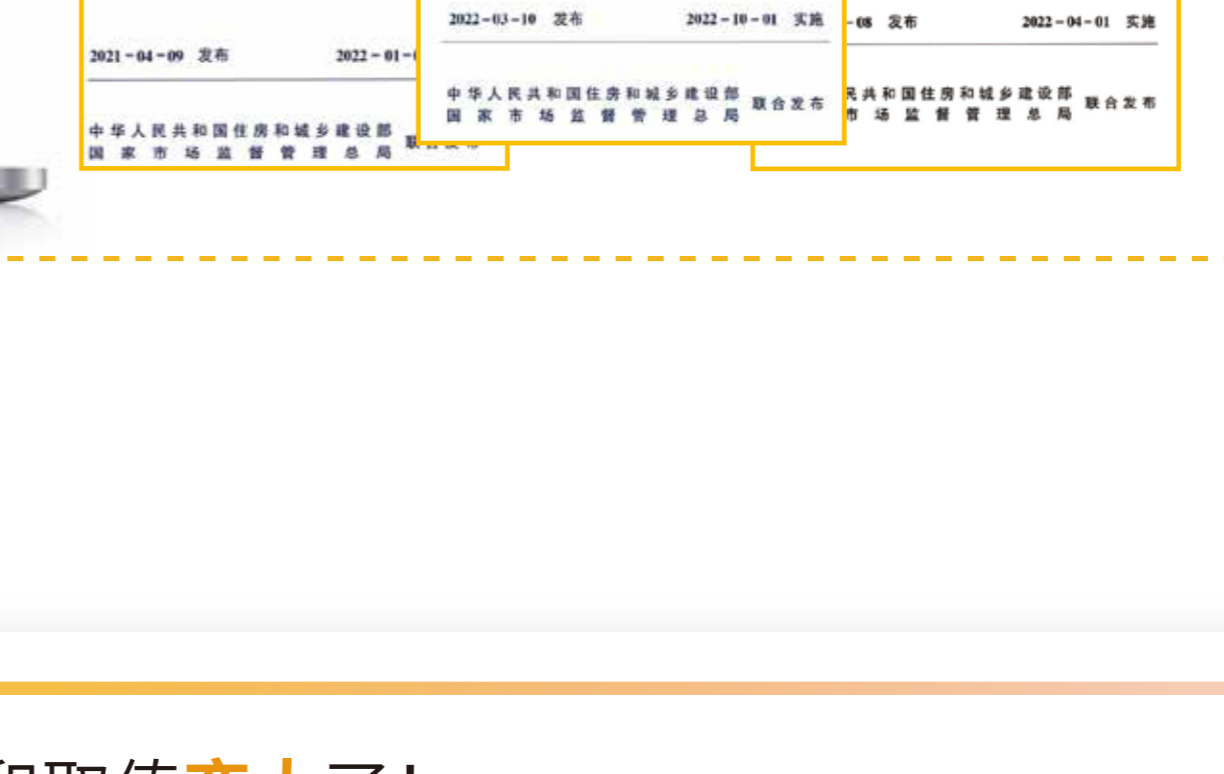 2021-04-09 发布 2022-01-
中华人民共和国住房和城乡建设部
国家市场监督管理总局
2022-03-10 发布 2022-10-01 实施
中华人民共和国住房和城乡建设部 联合发布
国家市场监督管理总局
-08 发布 2022-04-01 实施
民共和国住房和城乡建设部 联合发布
市场监督管理总局
取值变大了!